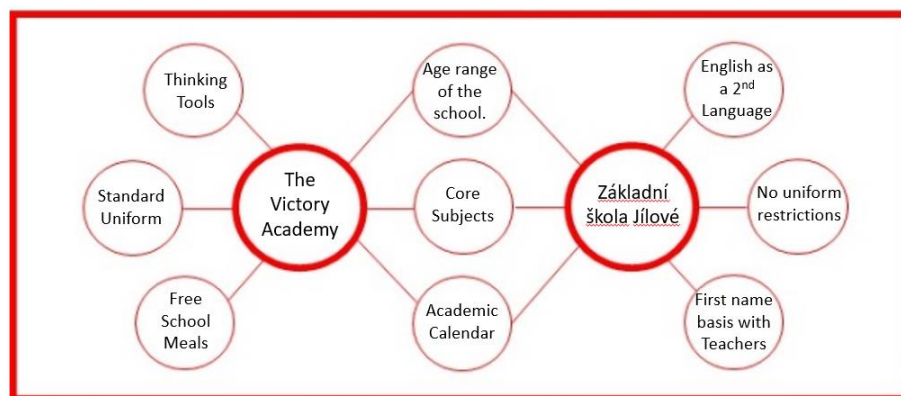 Thinking
Tools
Age range
of the
school.
English as
a 2nd
Language
Standard
Uniform
The
Victory
Academy
Core
Subjects
Základní
škola Jílové
No uniform
restrictions
Free
School
Meals
Academic
Calendar
First name
basis with
Teachers